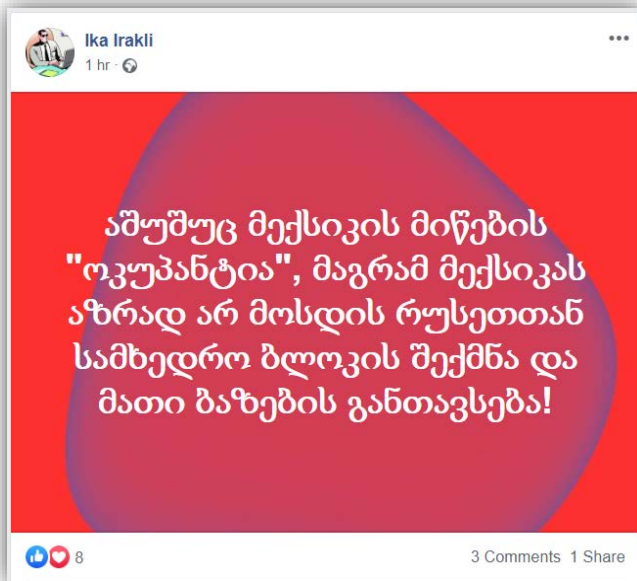 Ika Irakli
1 hr ·
აშუშუც მექსიკის მიწების
"ოკუპანტია", მაგრამ მექსიკას
აზრად არ მოსდის რუსეთთან
სამხედრო ბლოკის შექმნა და
მათი ბაზების განთავსება!
8
3 Comments 1 Share